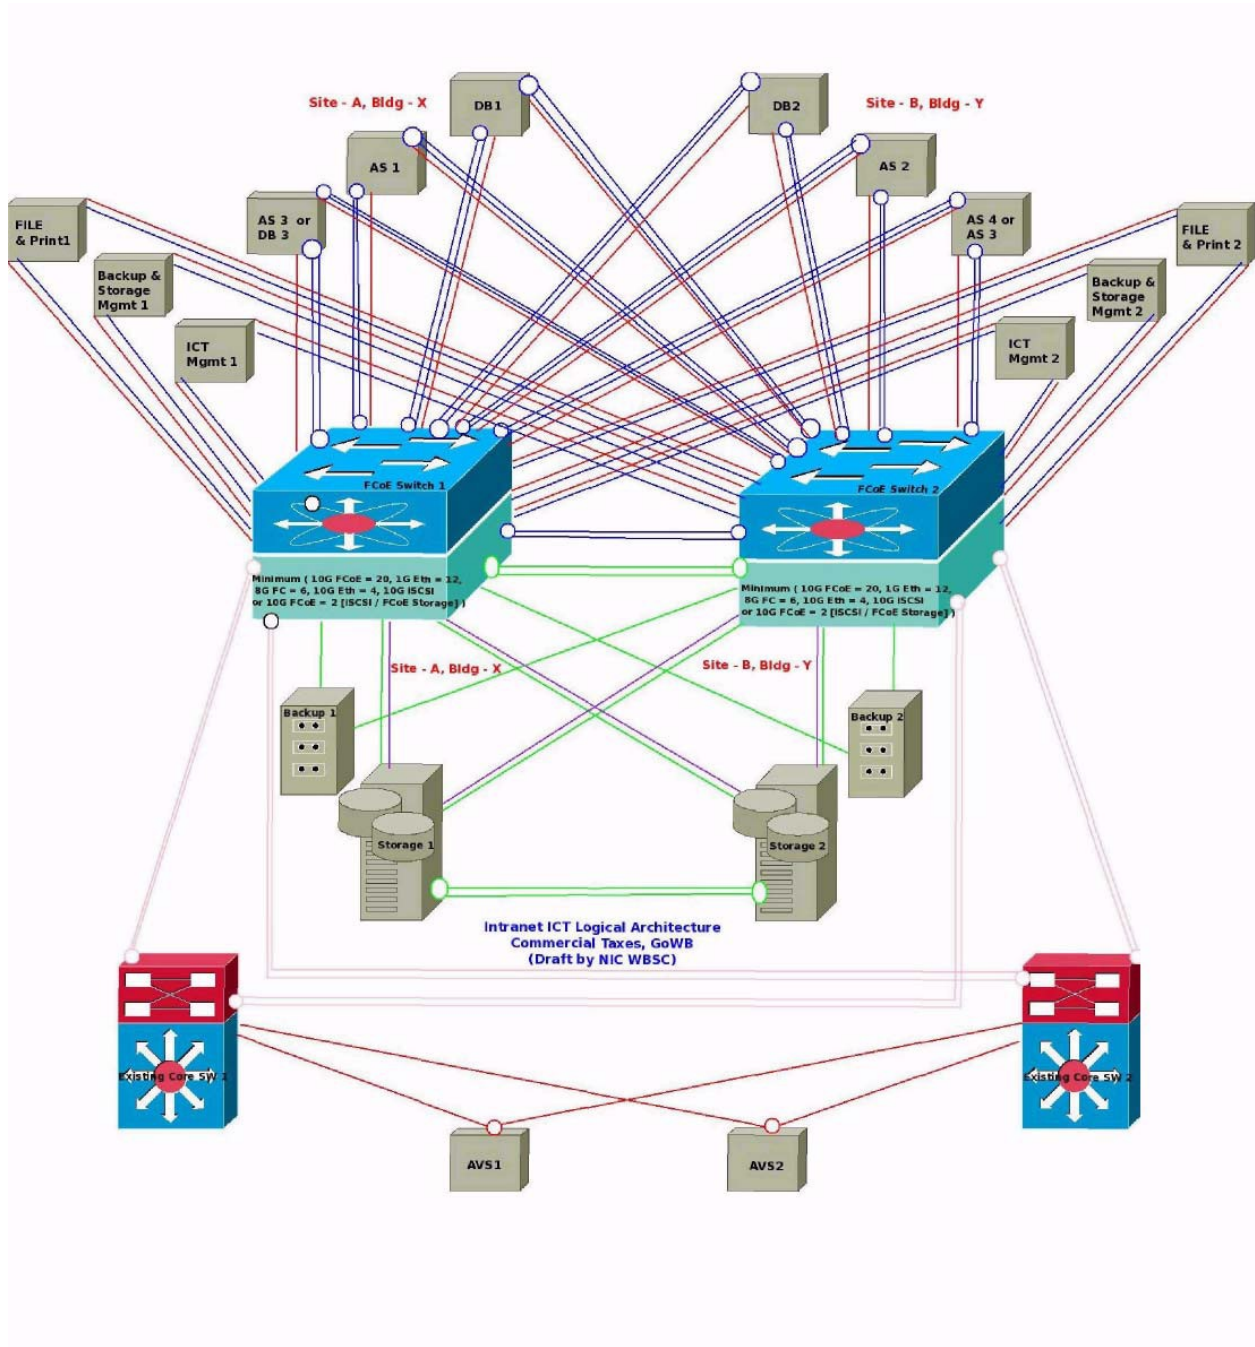 Site - A, Bldg - X
DB1
DB2
Site - B, Bldg - Y
AS 1
AS 2
AS 3 or
DB 3
AS 4 or
AS 3
FILE
& Print1
FILE
& Print 2
Backup &
Storage
Mgmt 1
Backup &
Storage
Mgmt 2
ICT
Mgmt 1
ICT
Mgmt 2
FCoE Switch 1
FCoE Switch 2
Minimum ( 10G FCoE = 20, 1G Eth = 12,
8G FC = 6, 10G Eth = 4, 10G iSCSI
or 10G FCoE = 2 [iSCSI / FCoE Storage] )
Minimum ( 10G FCoE = 20, 1G Eth = 12,
8G FC = 6, 10G Eth = 4, 10G iSCSI
or 10G FCoE = 2 [iSCSI / FCoE Storage] )
Site - A, Bldg - X
Site - B, Bldg - Y
Backup 1
Backup 2
Storage 1
Storage 2
Intranet ICT Logical Architecture
Commercial Taxes, GoWB
(Draft by NIC WBSC)
Existing Core SW 1
Existing Core SW 2
AVS1
AVS2